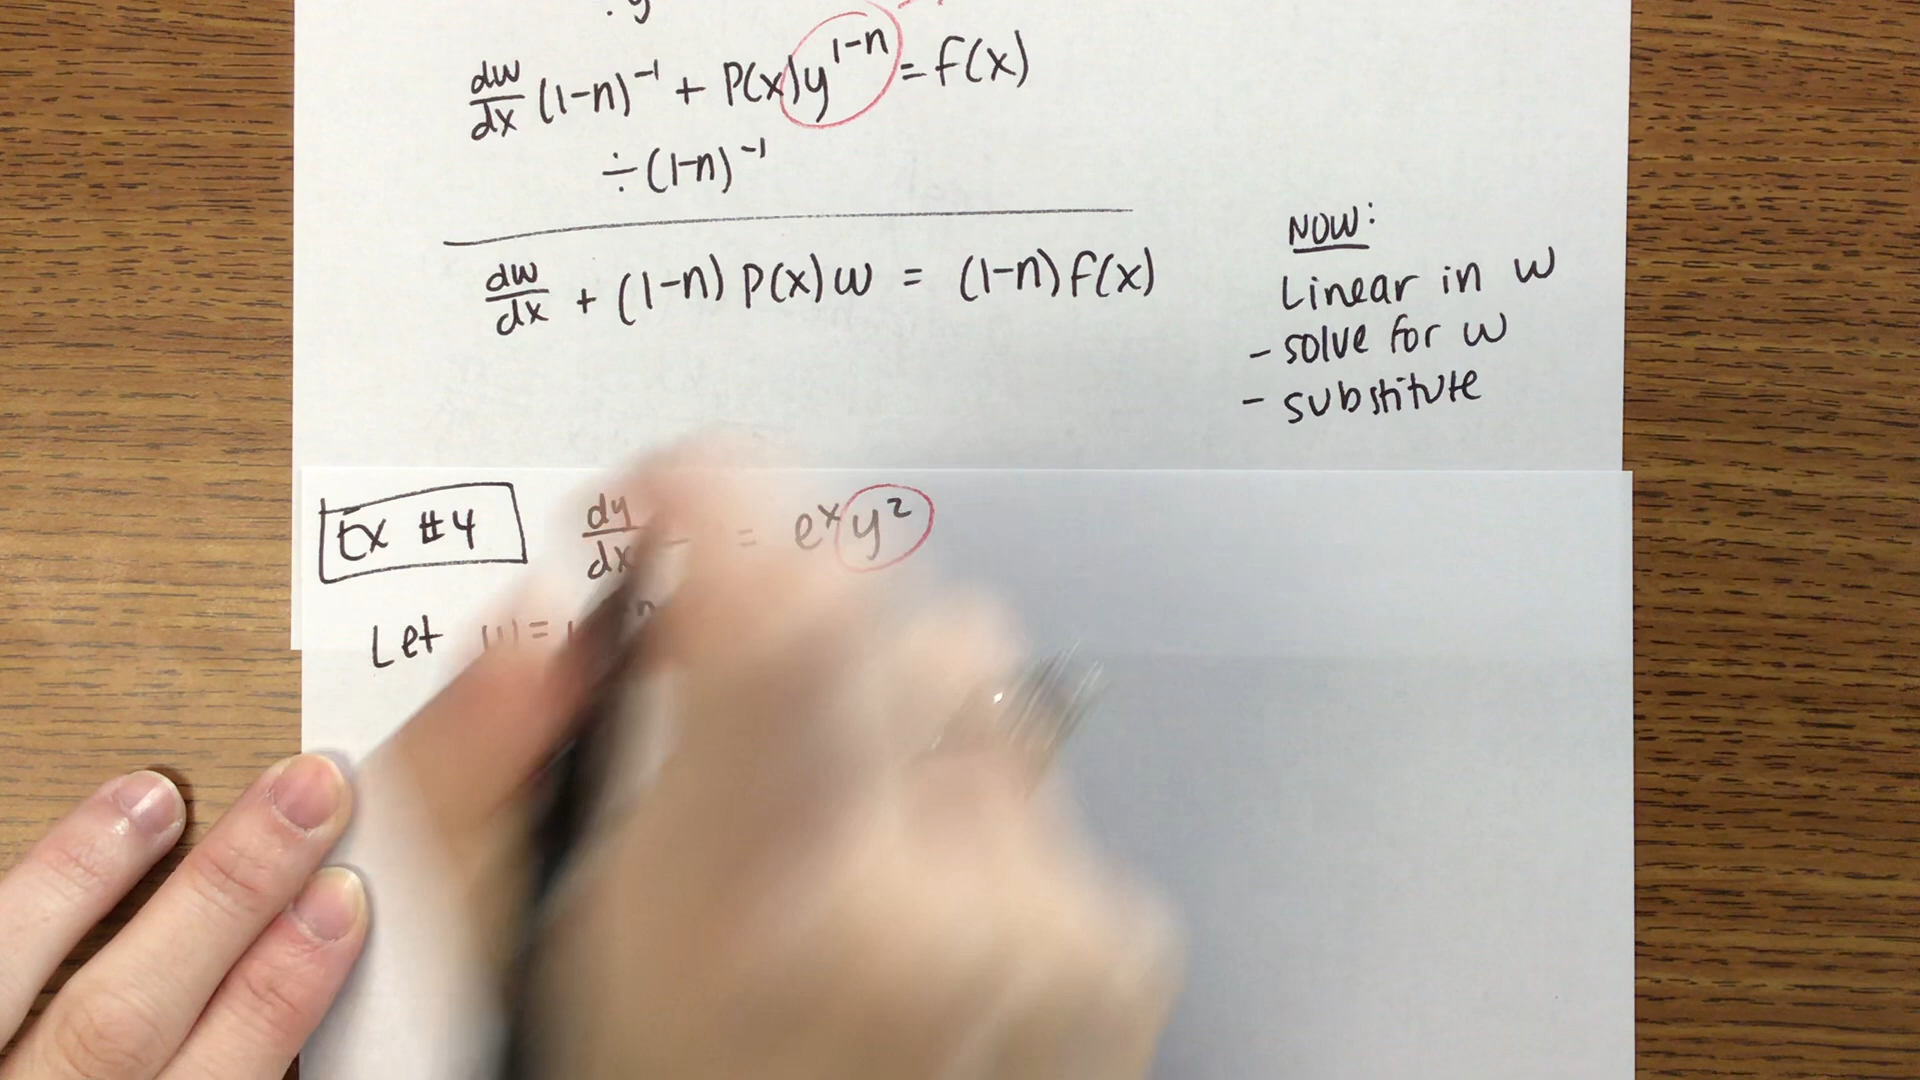 dw/dx (1-n)^-1 + P(x) y^1-n = f(x)
÷ (1-n)^-1
dw/dx + (1-n) P(x) w = (1-n) f(x)
NOW:
Linear in w
- solve for w
- substitute
Ex #4 dy/dx - = e^x y^2
Let w =